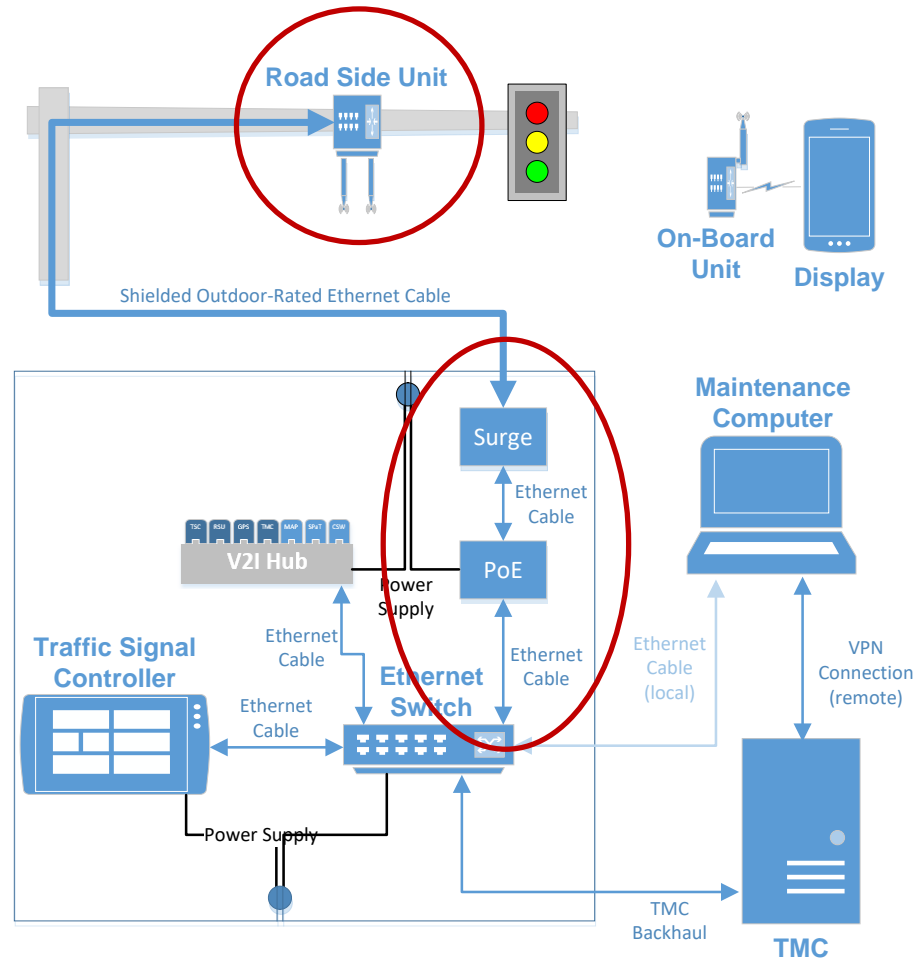 Road Side Unit
On-Board
Unit
Display
Shielded Outdoor-Rated Ethernet Cable
Maintenance
Computer
Surge
Ethernet
Cable
TSC RSU GPS TMC MAP SPaT CSW
V2I Hub
PoE
Power
Supply
Ethernet
Cable
Ethernet
Cable
Ethernet
Cable
(local)
VPN
Connection
(remote)
Traffic Signal
Controller
Ethernet
Switch
Ethernet
Cable
Power Supply
TMC
Backhaul
TMC